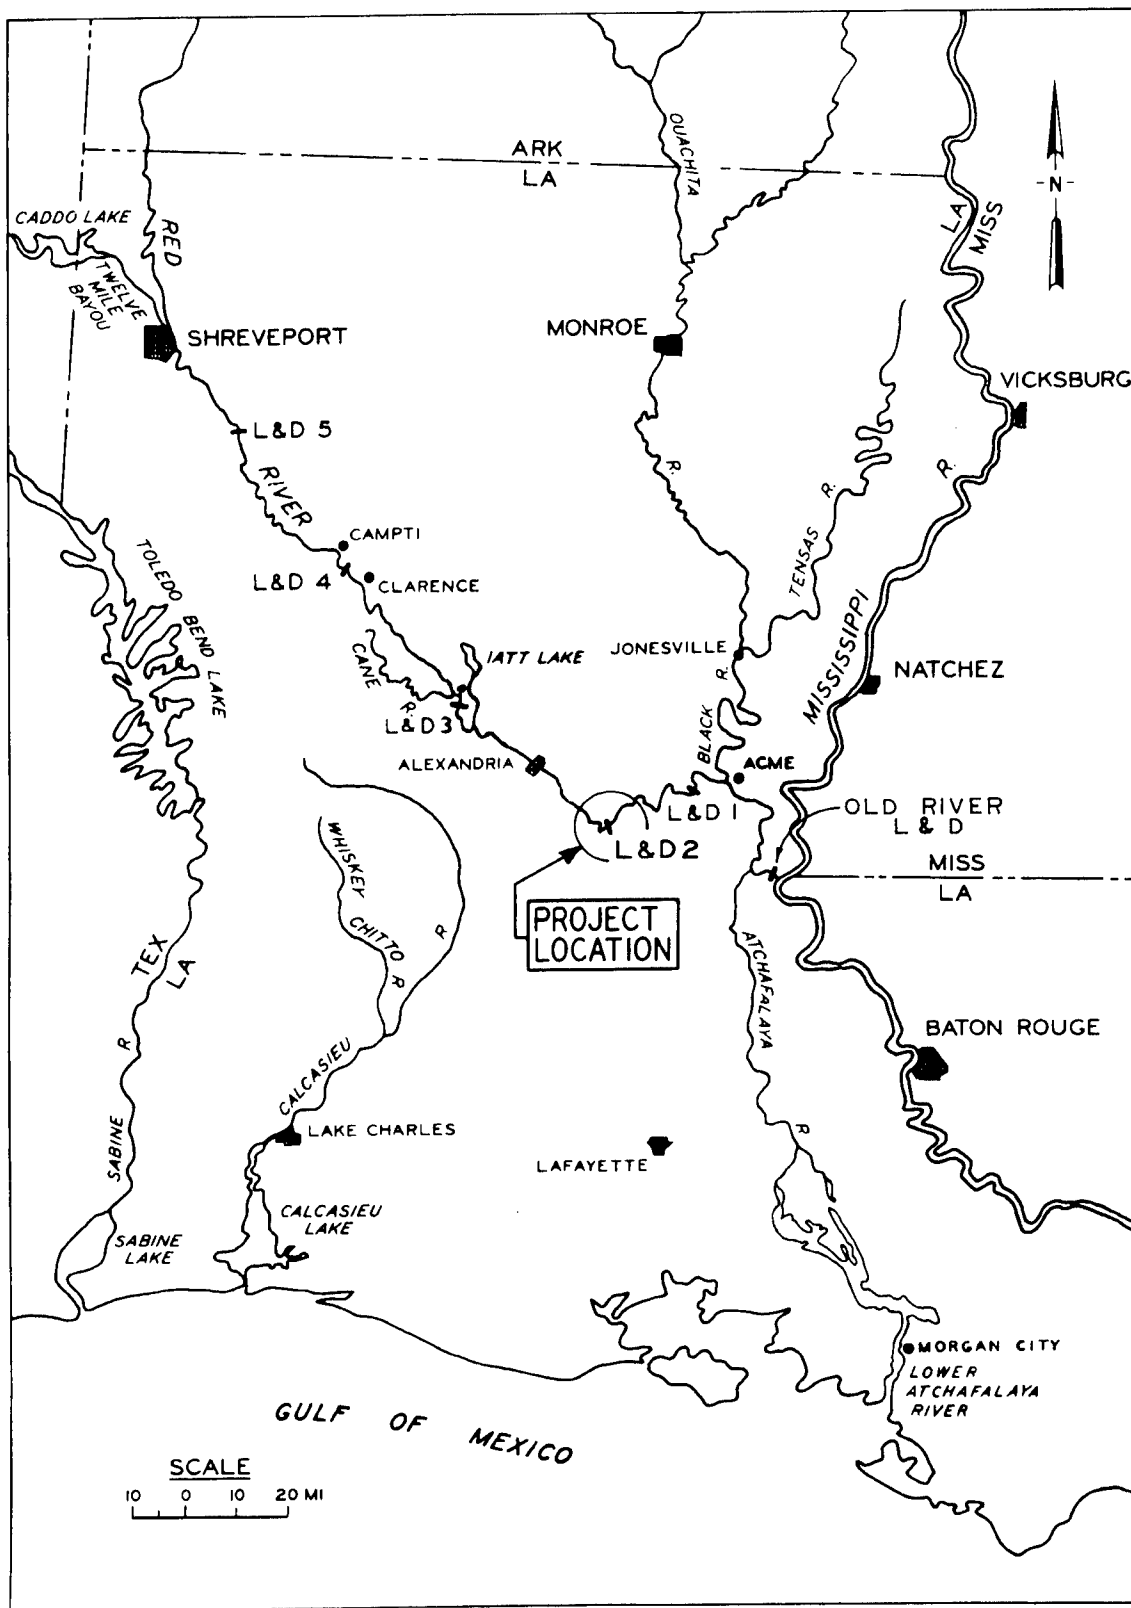 ARK
LA
OUACHITA
LA
MISS
N
CADDO LAKE
RED
TWELVE
MILE
BAYOU
SHREVEPORT
MONROE
VICKSBURG
L&D 5
R.
R.
RIVER
R.
CAMPTI
TENSAS
L&D 4
CLARENCE
TOLEDO BEND LAKE
MISSISSIPPI
JONESVILLE
IATT LAKE
CANE
R.
R.
NATCHEZ
L&D3
BLACK
ALEXANDRIA
ACME
L&D 1
OLD RIVER
L & D
L&D2
WHISKEY
CHITTO R
MISS
LA
R
PROJECT
LOCATION
TEX
LA
ATCHAFALAYA
R
BATON ROUGE
R
CALCASIEU
LAKE CHARLES
SABINE
LAFAYETTE
CALCASIEU
LAKE
SABINE
LAKE
MORGAN CITY
LOWER
ATCHAFALAYA
RIVER
GULF OF MEXICO
SCALE
10 0 10 20 MI